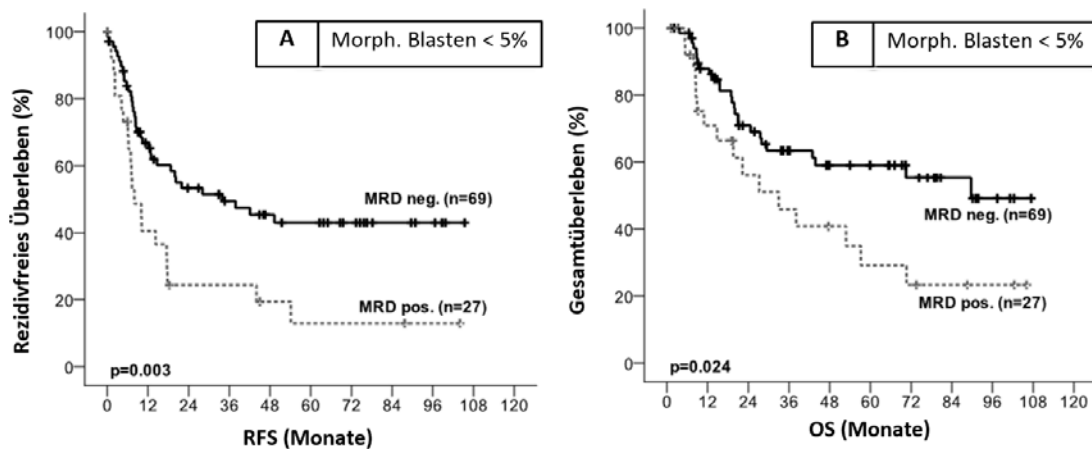 A Morph. Blasten < 5%
Rezidivfreies Überleben (%)
100
80
60
40
20
0
MRD neg. (n=69)
MRD pos. (n=27)
p=0.003
0 12 24 36 48 60 72 84 96 108 120
RFS (Monate)
B Morph. Blasten < 5%
Gesamtüberleben (%)
100
80
60
40
20
0
MRD neg. (n=69)
MRD pos. (n=27)
p=0.024
0 12 24 36 48 60 72 84 96 108 120
OS (Monate)